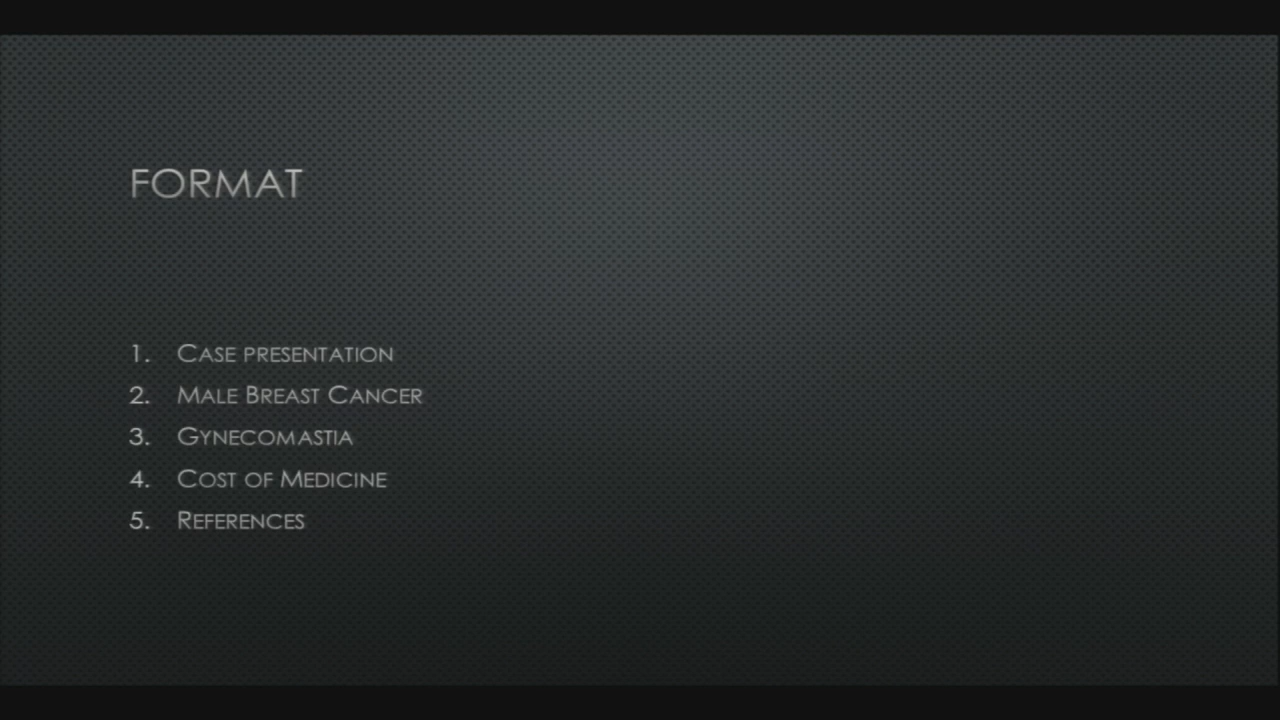 FORMAT
1. CASE PRESENTATION
2. MALE BREAST CANCER
3. GYNECOMASTIA
4. COST OF MEDICINE
5. REFERENCES